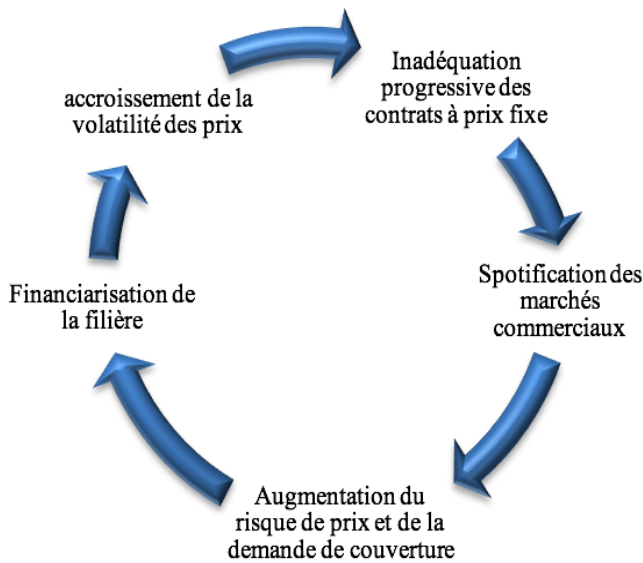 accroissement de la
volatilité des prix
Inadéquation
progressive des
contrats à prix fixe
Spotification des
marchés
commerciaux
Augmentation du
risque de prix et de la
demande de couverture
Financiarisation de
la filière